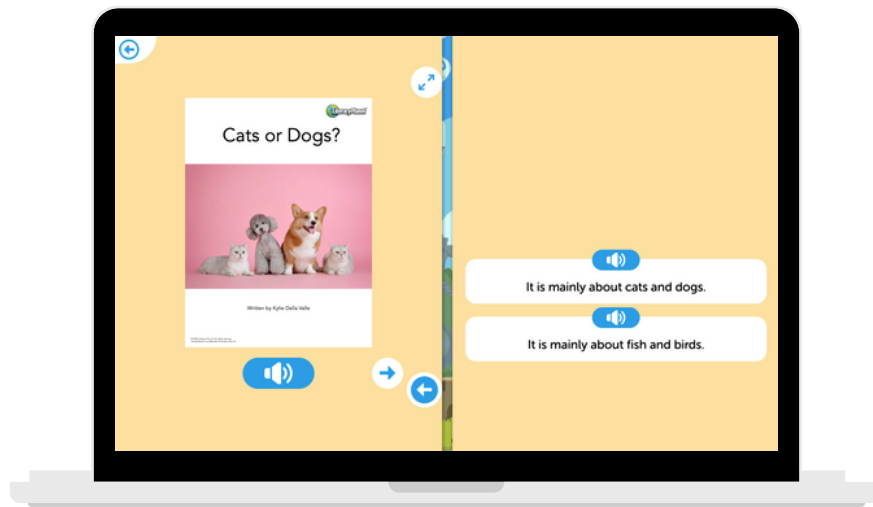 LiteracyPlanet
Cats or Dogs?
Written by Kylie Della Valle
It is mainly about cats and dogs.
It is mainly about fish and birds.